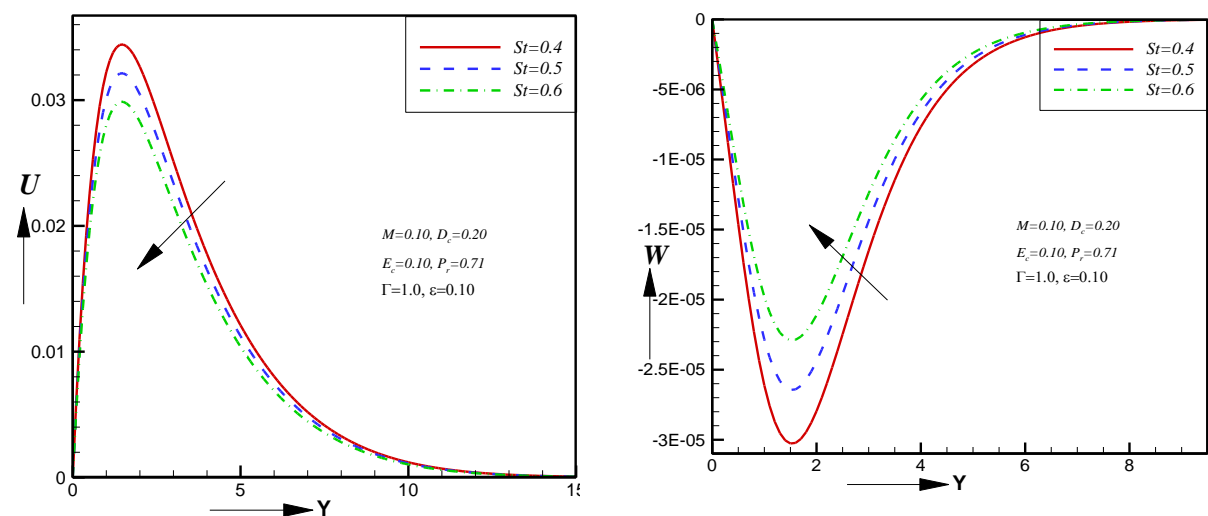 U
0.03
0.02
0.01
0
0
5
10
15
Y
St=0.4
St=0.5
St=0.6
M=0.10, D_c=0.20
E_c=0.10, P_r=0.71
Γ=1.0, ε=0.10
W
0
-5E-06
-1E-05
-1.5E-05
-2E-05
-2.5E-05
-3E-05
0
2
4
6
8
Y
St=0.4
St=0.5
St=0.6
M=0.10, D_c=0.20
E_c=0.10, P_r=0.71
Γ=1.0, ε=0.10